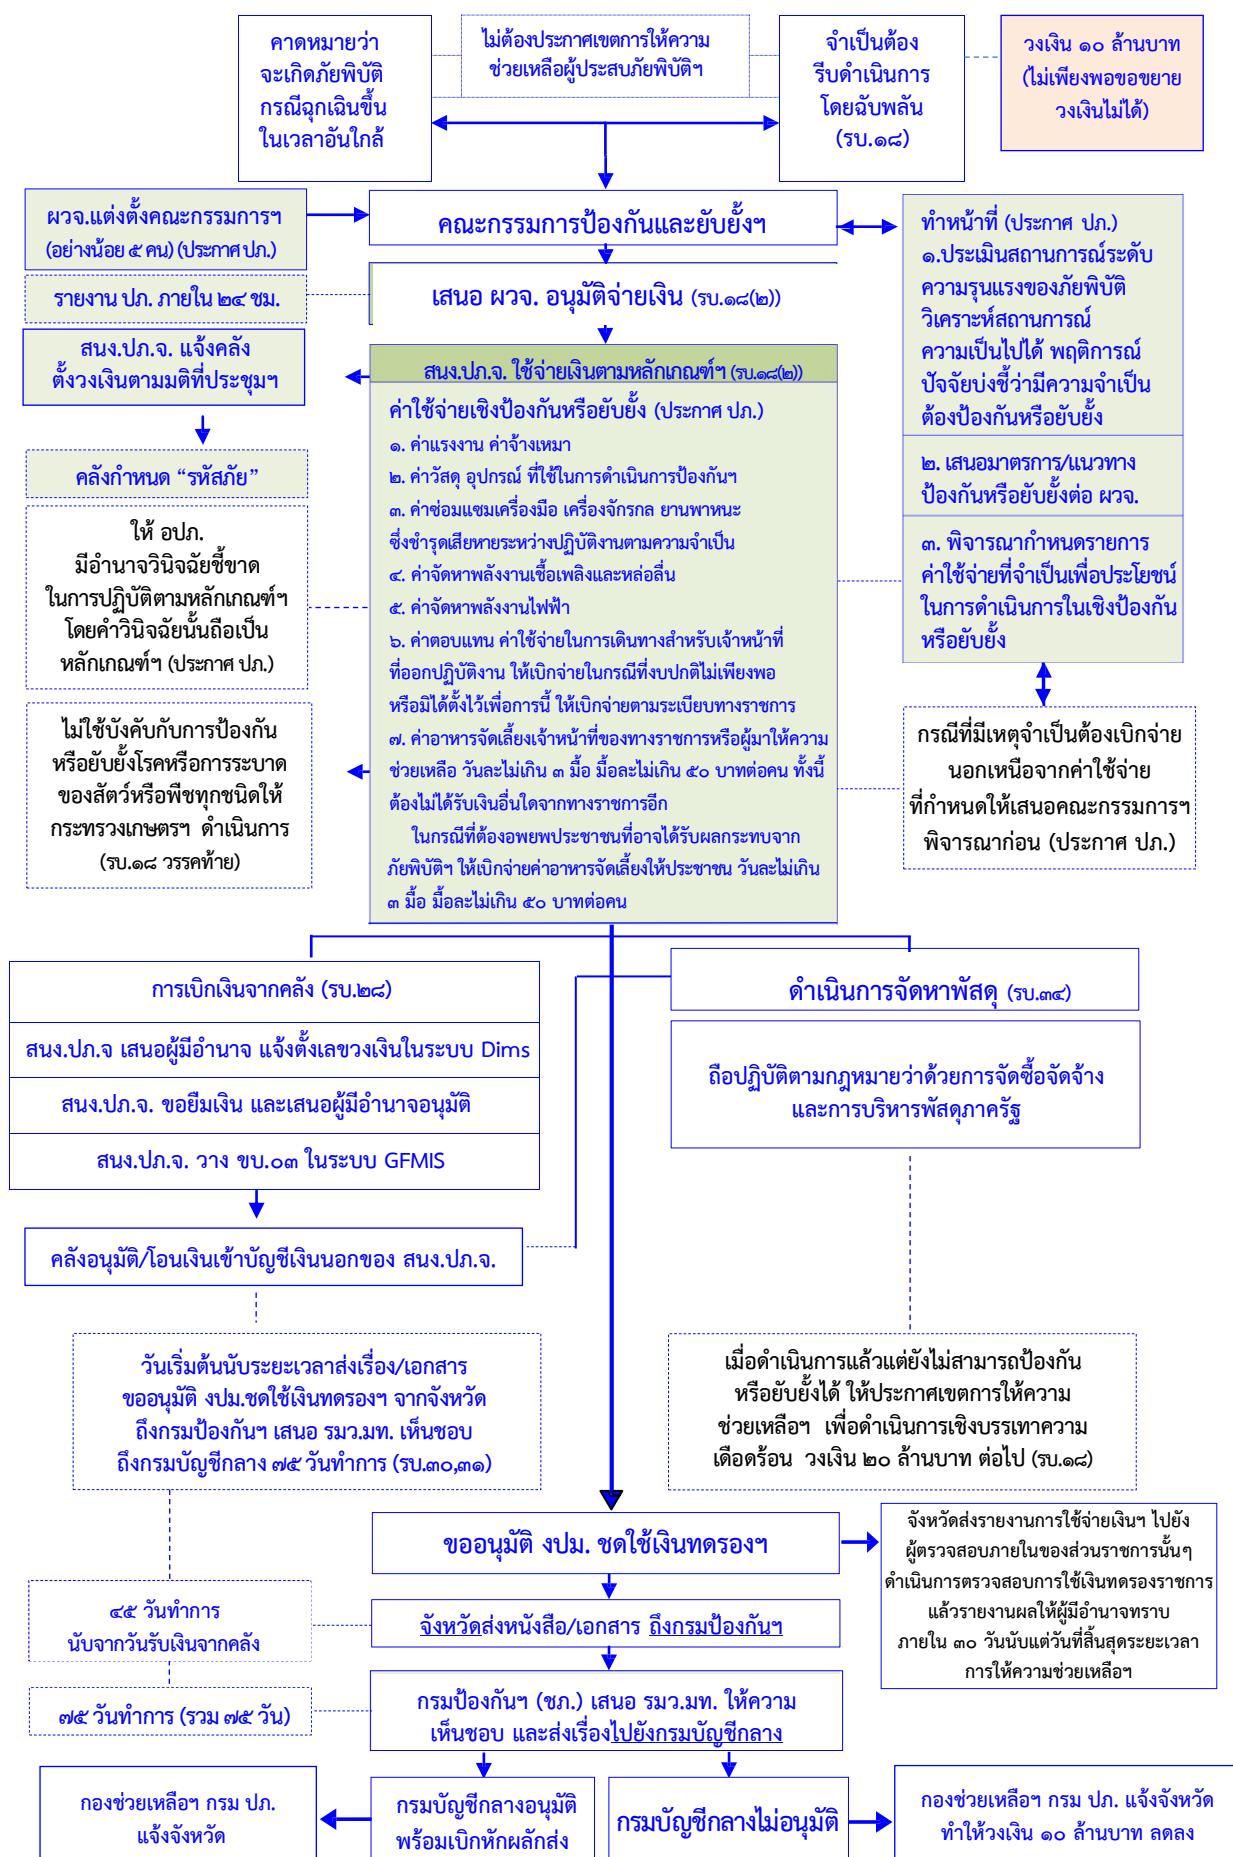 คาดหมายว่า
จะเกิดภัยพิบัติ
กรณีฉุกเฉินขึ้น
ในเวลาอันใกล้
ไม่ต้องประกาศเขตการให้ความ
ช่วยเหลือผู้ประสบภัยพิบัติฯ
จำเป็นต้อง
รีบดำเนินการ
โดยฉับพลัน
(รบ.๑๘)
วงเงิน ๑๐ ล้านบาท
(ไม่เพียงพอขอขยาย
วงเงินไม่ได้)
ผวจ.แต่งตั้งคณะกรรมการฯ
(อย่างน้อย ๕ คน) (ประกาศ ปภ.)
คณะกรรมการป้องกันและยับยั้งฯ
รายงาน ปภ. ภายใน ๒๔ ชม.
เสนอ ผวจ. อนุมัติจ่ายเงิน (รบ.๑๘(๒))
สนง.ปภ.จ. แจ้งคลัง
ตั้งวงเงินตามมติที่ประชุมฯ
คลังกำหนด “รหัสภัย”
ให้ อปภ.
มีอำนาจวินิจฉัยชี้ขาด
ในการปฏิบัติตามหลักเกณฑ์ฯ
โดยคำวินิจฉัยนั้นถือเป็น
หลักเกณฑ์ฯ (ประกาศ ปภ.)
ไม่ใช้บังคับกับการป้องกัน
หรือยับยั้งโรคหรือการระบาด
ของสัตว์หรือพืชทุกชนิดให้
กระทรวงเกษตรฯ ดำเนินการ
(รบ.๑๘ วรรคท้าย)
สนง.ปภ.จ. ใช้จ่ายเงินตามหลักเกณฑ์ฯ (รบ.๑๘(๒))
ค่าใช้จ่ายเชิงป้องกันหรือยับยั้ง (ประกาศ ปภ.)
๑. ค่าแรงงาน ค่าจ้างเหมา
๒. ค่าวัสดุ อุปกรณ์ ที่ใช้ในการดำเนินการป้องกันฯ
๓. ค่าซ่อมแซมเครื่องมือ เครื่องจักรกล ยานพาหนะ
ซึ่งชำรุดเสียหายระหว่างปฏิบัติงานตามความจำเป็น
๔. ค่าจัดหาพลังงานเชื้อเพลิงและหล่อลื่น
๕. ค่าจัดหาพลังงานไฟฟ้า
๖. ค่าตอบแทน ค่าใช้จ่ายในการเดินทางสำหรับเจ้าหน้าที่
ที่ออกปฏิบัติงาน ให้เบิกจ่ายในกรณีที่งบปกติไม่เพียงพอ
หรือมิได้ตั้งไว้เพื่อการนี้ ให้เบิกจ่ายตามระเบียบทางราชการ
๗. ค่าอาหารจัดเลี้ยงเจ้าหน้าที่ของทางราชการหรือผู้มาให้ความ
ช่วยเหลือ วันละไม่เกิน ๓ มื้อ มื้อละไม่เกิน ๕๐ บาทต่อคน ทั้งนี้
ต้องไม่ได้รับเงินอื่นใดจากทางราชการอีก
ในกรณีที่ต้องอพยพประชาชนที่อาจได้รับผลกระทบจาก
ภัยพิบัติฯ ให้เบิกจ่ายค่าอาหารจัดเลี้ยงให้ประชาชน วันละไม่เกิน
๓ มื้อ มื้อละไม่เกิน ๕๐ บาทต่อคน
ทำหน้าที่ (ประกาศ ปภ.)
๑.ประเมินสถานการณ์ระดับ
ความรุนแรงของภัยพิบัติ
วิเคราะห์สถานการณ์
ความเป็นไปได้ พฤติการณ์
ปัจจัยบ่งชี้ว่ามีความจำเป็น
ต้องป้องกันหรือยับยั้ง
๒. เสนอมาตรการ/แนวทาง
ป้องกันหรือยับยั้งต่อ ผวจ.
๓. พิจารณากำหนดรายการ
ค่าใช้จ่ายที่จำเป็นเพื่อประโยชน์
ในการดำเนินการในเชิงป้องกัน
หรือยับยั้ง
กรณีที่มีเหตุจำเป็นต้องเบิกจ่าย
นอกเหนือจากค่าใช้จ่าย
ที่กำหนดให้เสนอคณะกรรมการฯ
พิจารณาก่อน (ประกาศ ปภ.)
การเบิกเงินจากคลัง (รบ.๒๘)
สนง.ปภ.จ เสนอผู้มีอำนาจ แจ้งตั้งเลขวงเงินในระบบ Dims
สนง.ปภ.จ. ขอยืมเงิน และเสนอผู้มีอำนาจอนุมัติ
สนง.ปภ.จ. วาง ขบ.๐๓ ในระบบ GFMIS
คลังอนุมัติ/โอนเงินเข้าบัญชีเงินนอกของ สนง.ปภ.จ.
ดำเนินการจัดหาพัสดุ (รบ.๓๔)
ถือปฏิบัติตามกฎหมายว่าด้วยการจัดซื้อจัดจ้าง
และการบริหารพัสดุภาครัฐ
วันเริ่มต้นนับระยะเวลาส่งเรื่อง/เอกสาร
ขออนุมัติ งปม.ชดใช้เงินทดรองฯ จากจังหวัด
ถึงกรมป้องกันฯ เสนอ รมว.มท. เห็นชอบ
ถึงกรมบัญชีกลาง ๗๕ วันทำการ (รบ.๓๐,๓๑)
เมื่อดำเนินการแล้วแต่ยังไม่สามารถป้องกัน
หรือยับยั้งได้ ให้ประกาศเขตการให้ความ
ช่วยเหลือฯ เพื่อดำเนินการเชิงบรรเทาความ
เดือดร้อน วงเงิน ๒๐ ล้านบาท ต่อไป (รบ.๑๘)
ขออนุมัติ งปม. ชดใช้เงินทดรองฯ
จังหวัดส่งรายงานการใช้จ่ายเงินฯ ไปยัง
ผู้ตรวจสอบภายในของส่วนราชการนั้นๆ
ดำเนินการตรวจสอบการใช้เงินทดรองราชการ
แล้วรายงานผลให้ผู้มีอำนาจทราบ
ภายใน ๓๐ วันนับแต่วันที่สิ้นสุดระยะเวลา
การให้ความช่วยเหลือฯ
๔๕ วันทำการ
นับจากวันรับเงินจากคลัง
จังหวัดส่งหนังสือ/เอกสาร ถึงกรมป้องกันฯ
๗๕ วันทำการ (รวม ๗๕ วัน)
กรมป้องกันฯ (ชภ.) เสนอ รมว.มท. ให้ความ
เห็นชอบ และส่งเรื่องไปยังกรมบัญชีกลาง
กองช่วยเหลือฯ กรม ปภ.
แจ้งจังหวัด
กรมบัญชีกลางอนุมัติ
พร้อมเบิกหักผลักส่ง
กรมบัญชีกลางไม่อนุมัติ
กองช่วยเหลือฯ กรม ปภ. แจ้งจังหวัด
ทำให้วงเงิน ๑๐ ล้านบาท ลดลง